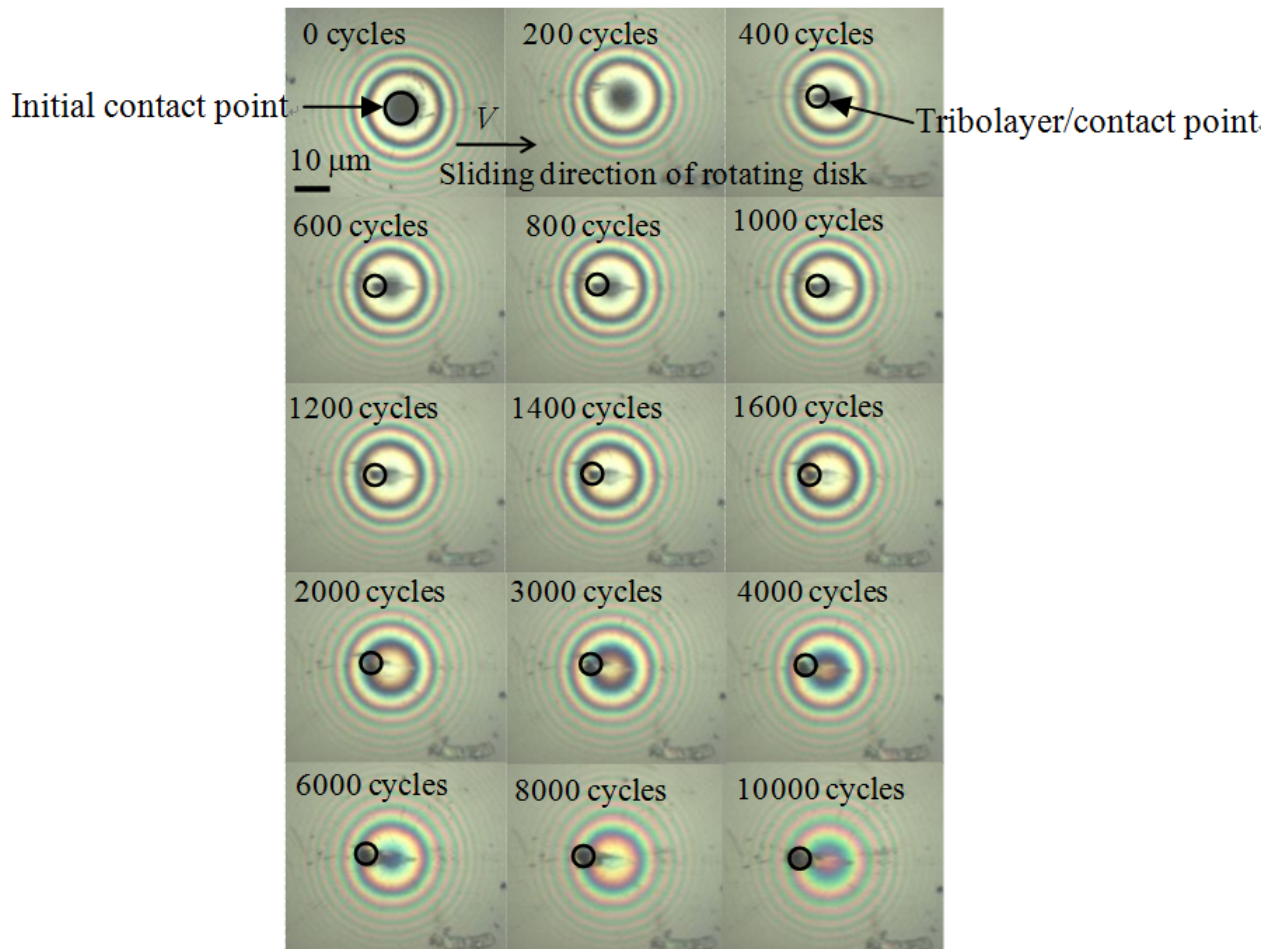 0 cycles
200 cycles
400 cycles
Initial contact point
V
Tribolayer/contact point
10 µm
Sliding direction of rotating disk
600 cycles
800 cycles
1000 cycles
1200 cycles
1400 cycles
1600 cycles
2000 cycles
3000 cycles
4000 cycles
6000 cycles
8000 cycles
10000 cycles